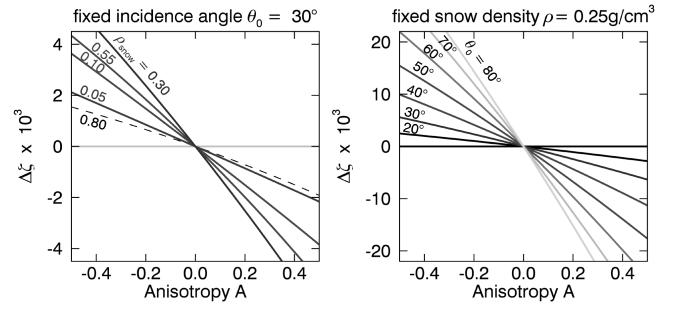 fixed incidence angle θ₀ = 30°
4
2
0
-2
-4
Δζ x 10³
ρsnow = 0.30
0.55
0.10
0.05
0.80
-0.4 -0.2 0.0 0.2 0.4
Anisotropy A
fixed snow density ρ = 0.25g/cm³
20
10
0
-10
-20
Δζ x 10³
θ₀ = 80°
70°
60°
50°
40°
30°
20°
-0.4 -0.2 0.0 0.2 0.4
Anisotropy A